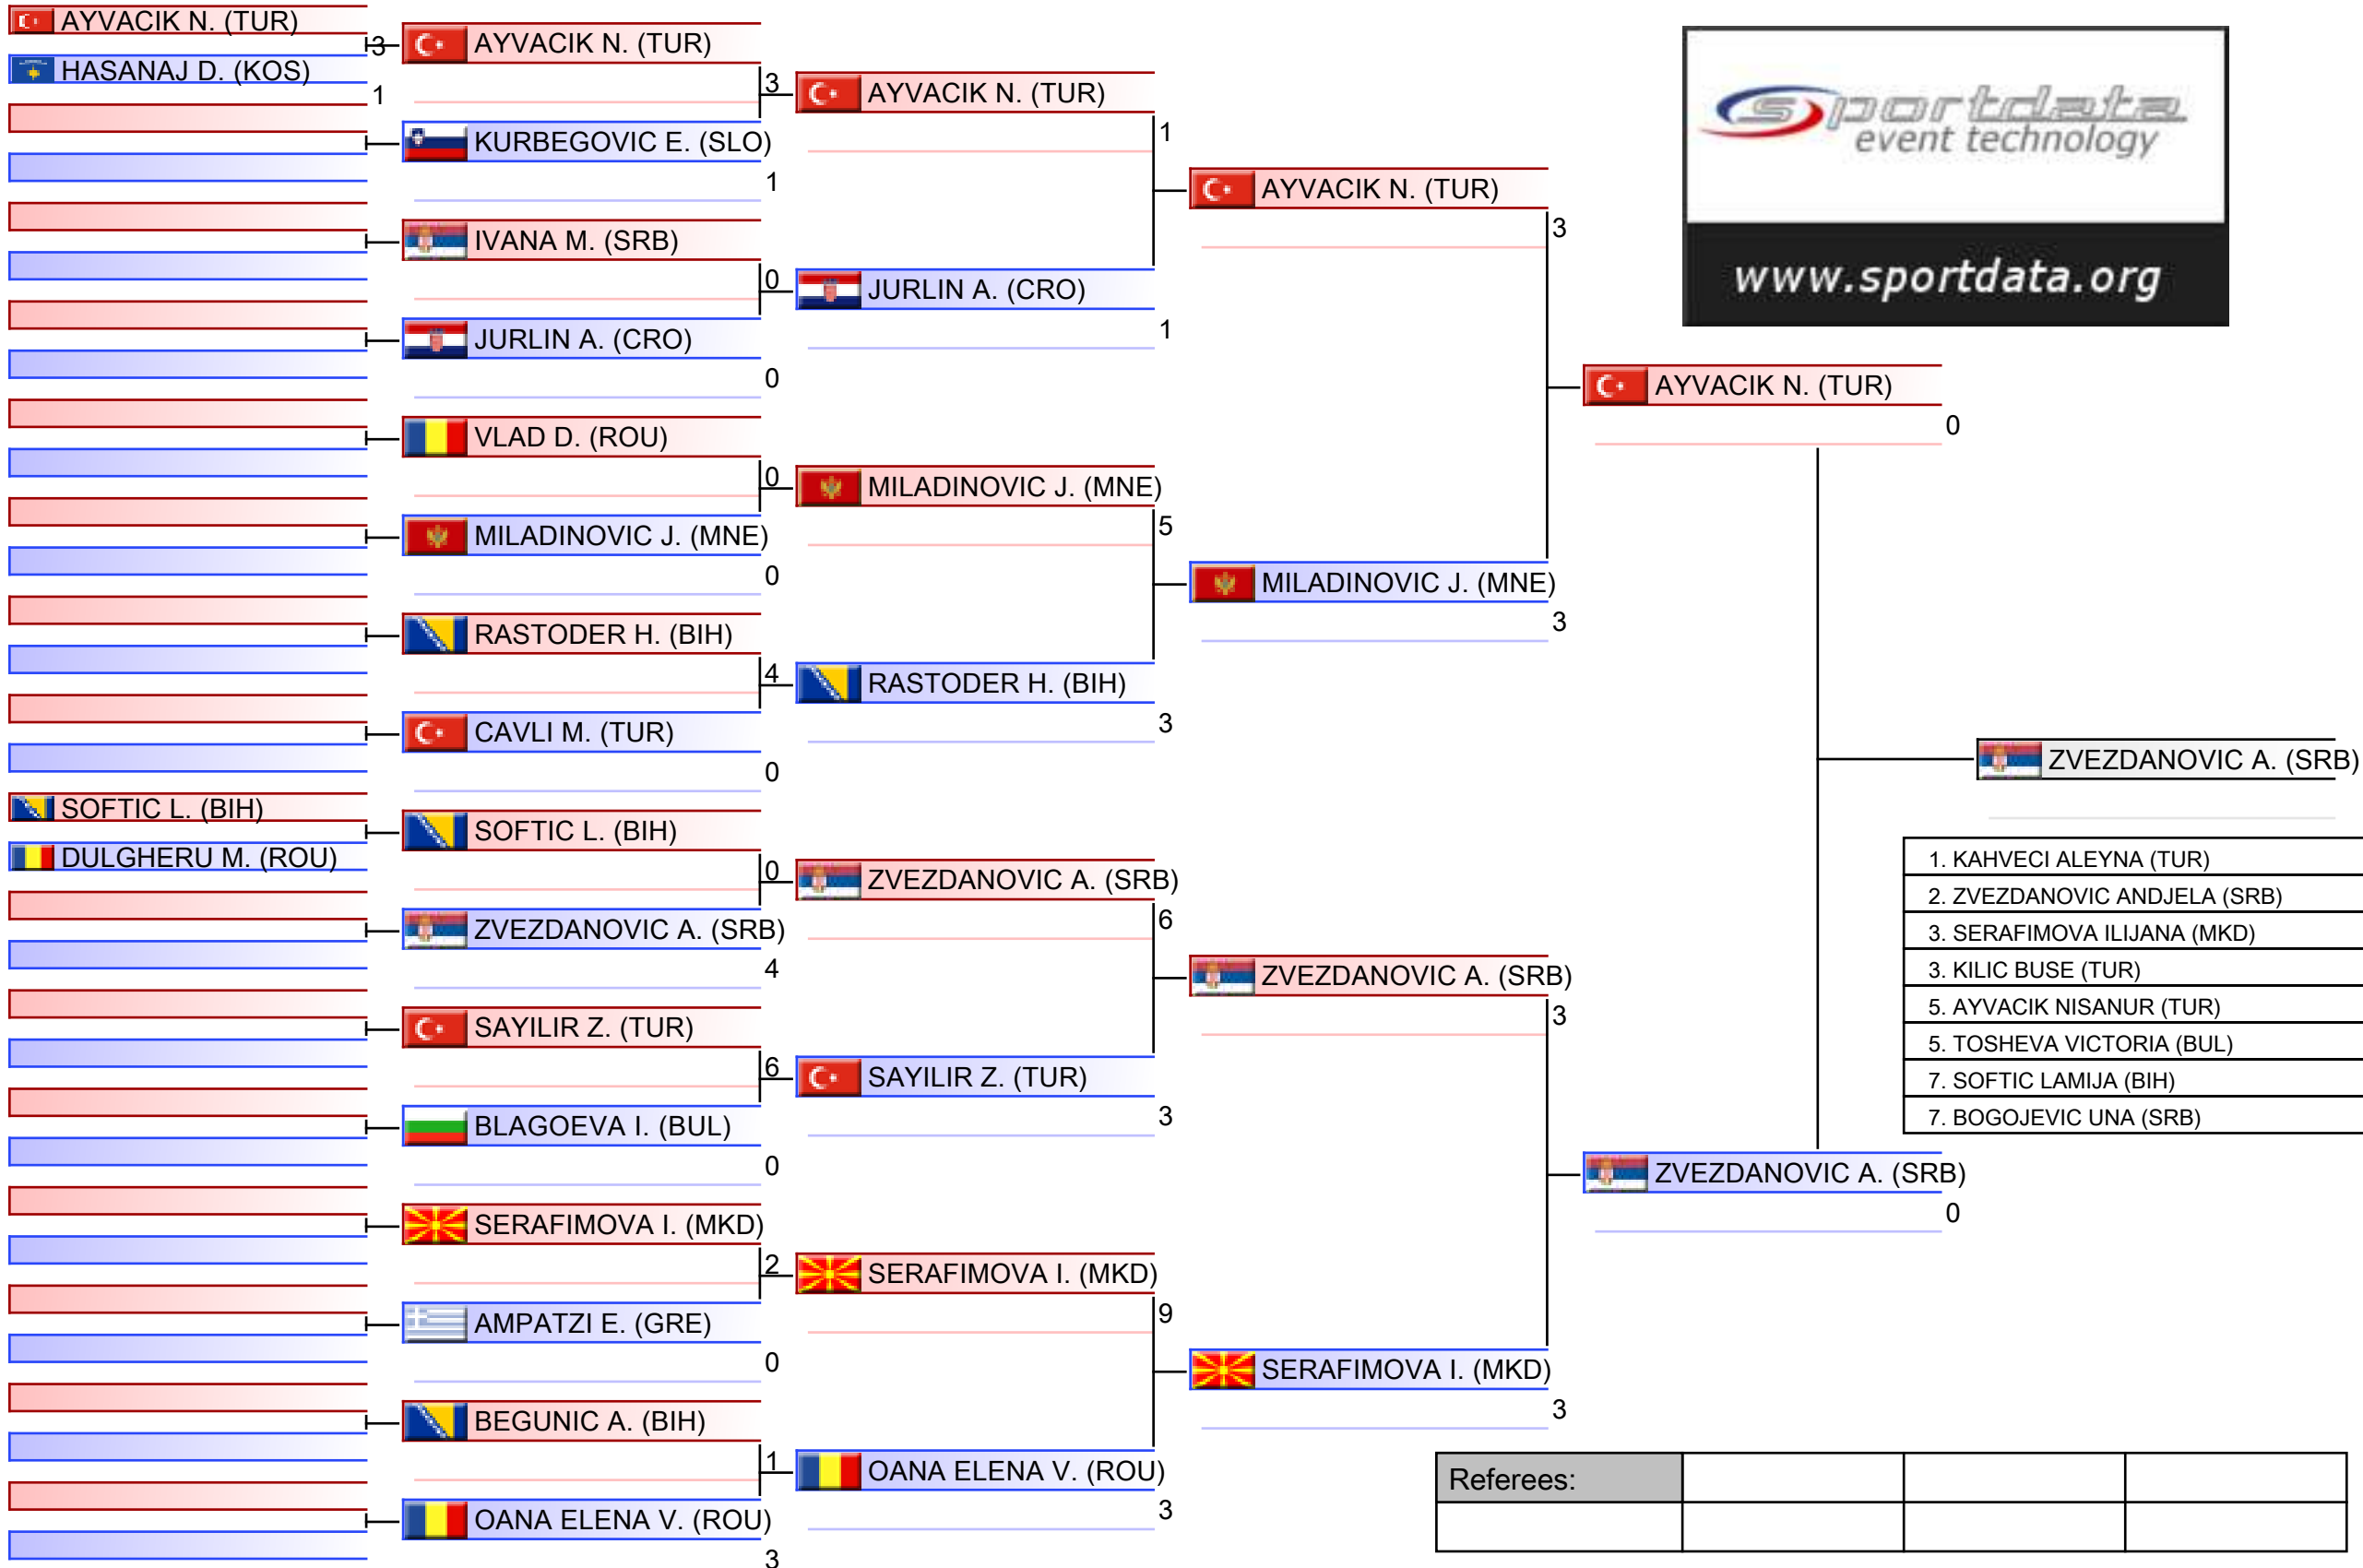 AYVACIK N. (TUR)
3
HASANAJ D. (KOS)
1
SOFTIC L. (BIH)
DULGHERU M. (ROU)
AYVACIK N. (TUR)
3
KURBEGOVIC E. (SLO)
1
IVANA M. (SRB)
0
JURLIN A. (CRO)
0
VLAD D. (ROU)
0
MILADINOVIC J. (MNE)
0
RASTODER H. (BIH)
4
CAVLI M. (TUR)
0
SOFTIC L. (BIH)
0
ZVEZDANOVIC A. (SRB)
4
SAYILIR Z. (TUR)
6
BLAGOEVA I. (BUL)
0
SERAFIMOVA I. (MKD)
2
AMPATZI E. (GRE)
0
BEGUNIC A. (BIH)
1
OANA ELENA V. (ROU)
3
AYVACIK N. (TUR)
1
JURLIN A. (CRO)
1
MILADINOVIC J. (MNE)
5
RASTODER H. (BIH)
3
ZVEZDANOVIC A. (SRB)
6
SAYILIR Z. (TUR)
3
SERAFIMOVA I. (MKD)
9
OANA ELENA V. (ROU)
3
AYVACIK N. (TUR)
3
MILADINOVIC J. (MNE)
3
ZVEZDANOVIC A. (SRB)
3
SERAFIMOVA I. (MKD)
3
AYVACIK N. (TUR)
0
ZVEZDANOVIC A. (SRB)
0
ZVEZDANOVIC A. (SRB)
sportdata
event technology
www.sportdata.org
1. KAHVECI ALEYNA (TUR)
2. ZVEZDANOVIC ANDJELA (SRB)
3. SERAFIMOVA ILIJANA (MKD)
3. KILIC BUSE (TUR)
5. AYVACIK NISANUR (TUR)
5. TOSHEVA VICTORIA (BUL)
7. SOFTIC LAMIJA (BIH)
7. BOGOJEVIC UNA (SRB)
Referees: